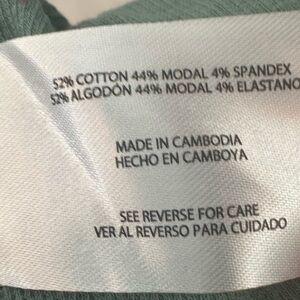 52% COTTON 44% MODAL 4% SPANDEX
52% ALGODÓN 44% MODAL 4% ELASTANO
MADE IN CAMBODIA
HECHO EN CAMBOYA
SEE REVERSE FOR CARE
VER AL REVERSO PARA CUIDADO